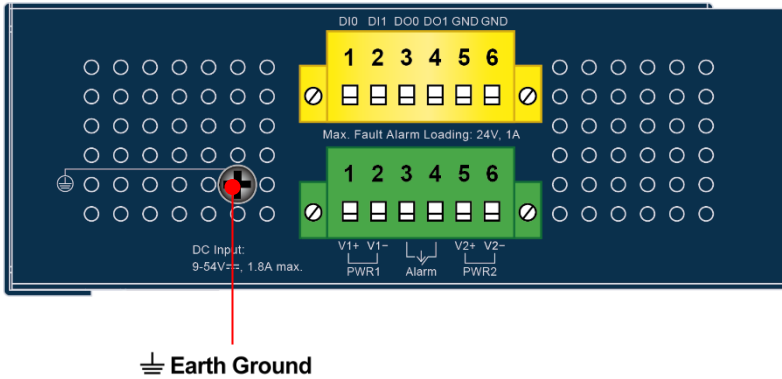 DI0 DI1 DO0 DO1 GND GND
1 2 3 4 5 6
Max. Fault Alarm Loading: 24V, 1A
1 2 3 4 5 6
V1+ V1− V2+ V2−
PWR1 Alarm PWR2
DC Input:
9-54V⎓, 1.8A max.
Earth Ground